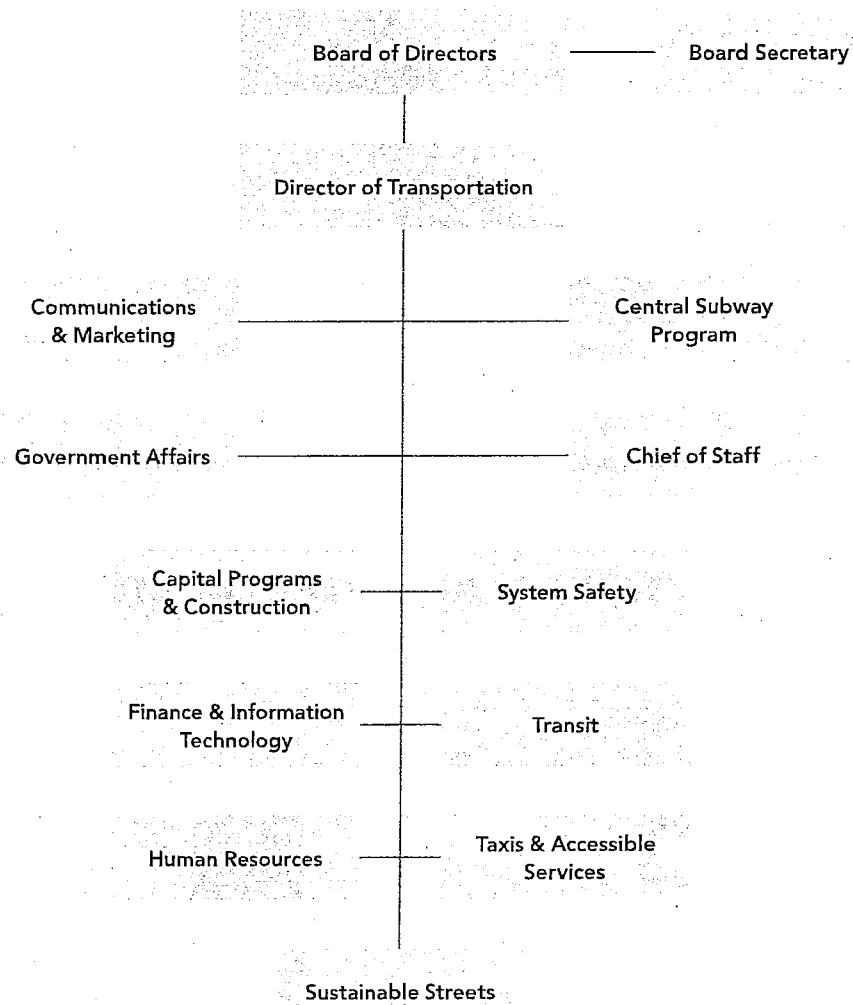 Board of Directors
Board Secretary
Director of Transportation
Communications
& Marketing
Central Subway
Program
Government Affairs
Chief of Staff
Capital Programs
& Construction
System Safety
Finance & Information
Technology
Transit
Human Resources
Taxis & Accessible
Services
Sustainable Streets